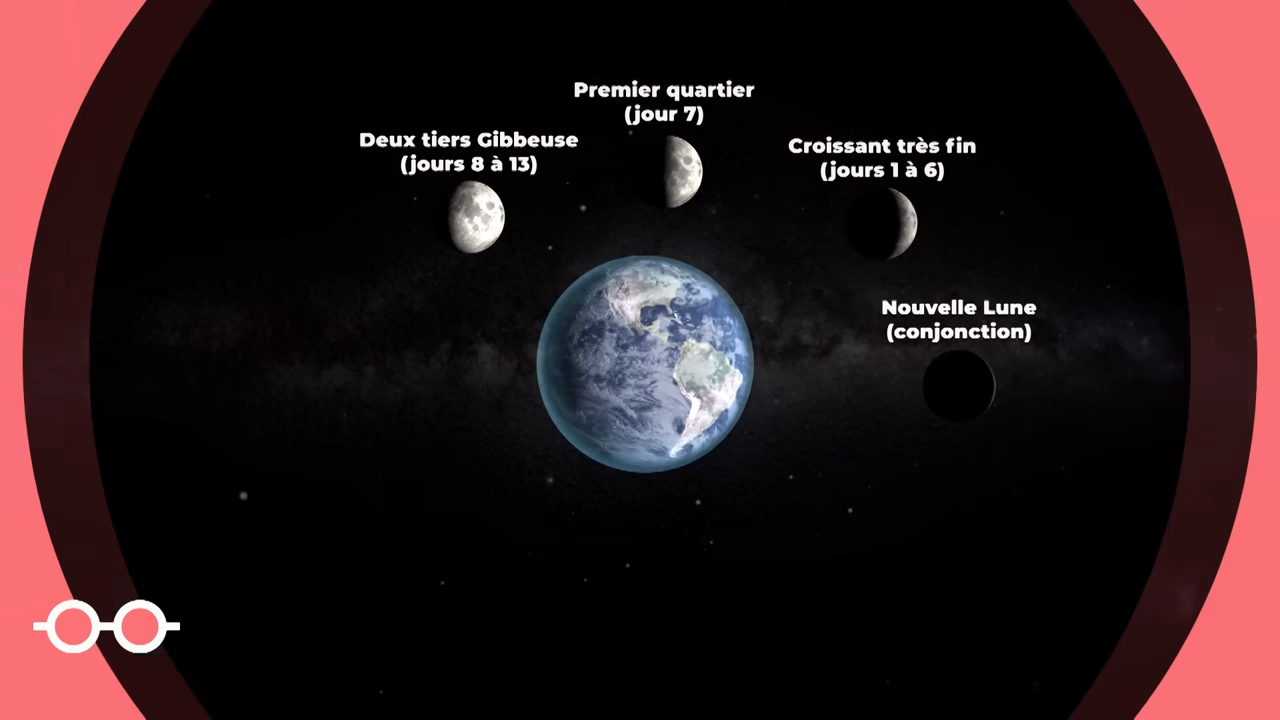 Premier quartier
(jour 7)
Deux tiers Gibbeuse
(jours 8 à 13)
Croissant très fin
(jours 1 à 6)
Nouvelle Lune
(conjonction)